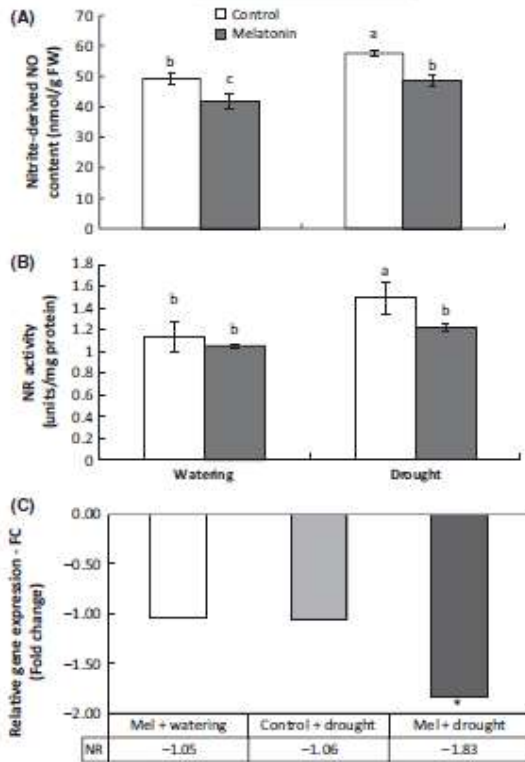 (A)
Control
Melatonin
Nitrite-derived NO
content (nmol/g FW)
70
60
50
40
30
20
10
0
b
c
a
b
(B)
NR activity
(units/mg protein)
1.8
1.6
1.4
1.2
1
0.8
0.6
0.4
0.2
0
b
b
a
b
Watering
Drought
(C)
Relative gene expression - FC
(Fold change)
0.00
−0.50
−1.00
−1.50
−2.00
*
Mel + watering
Control + drought
Mel + drought
NR
−1.05
−1.06
−1.83